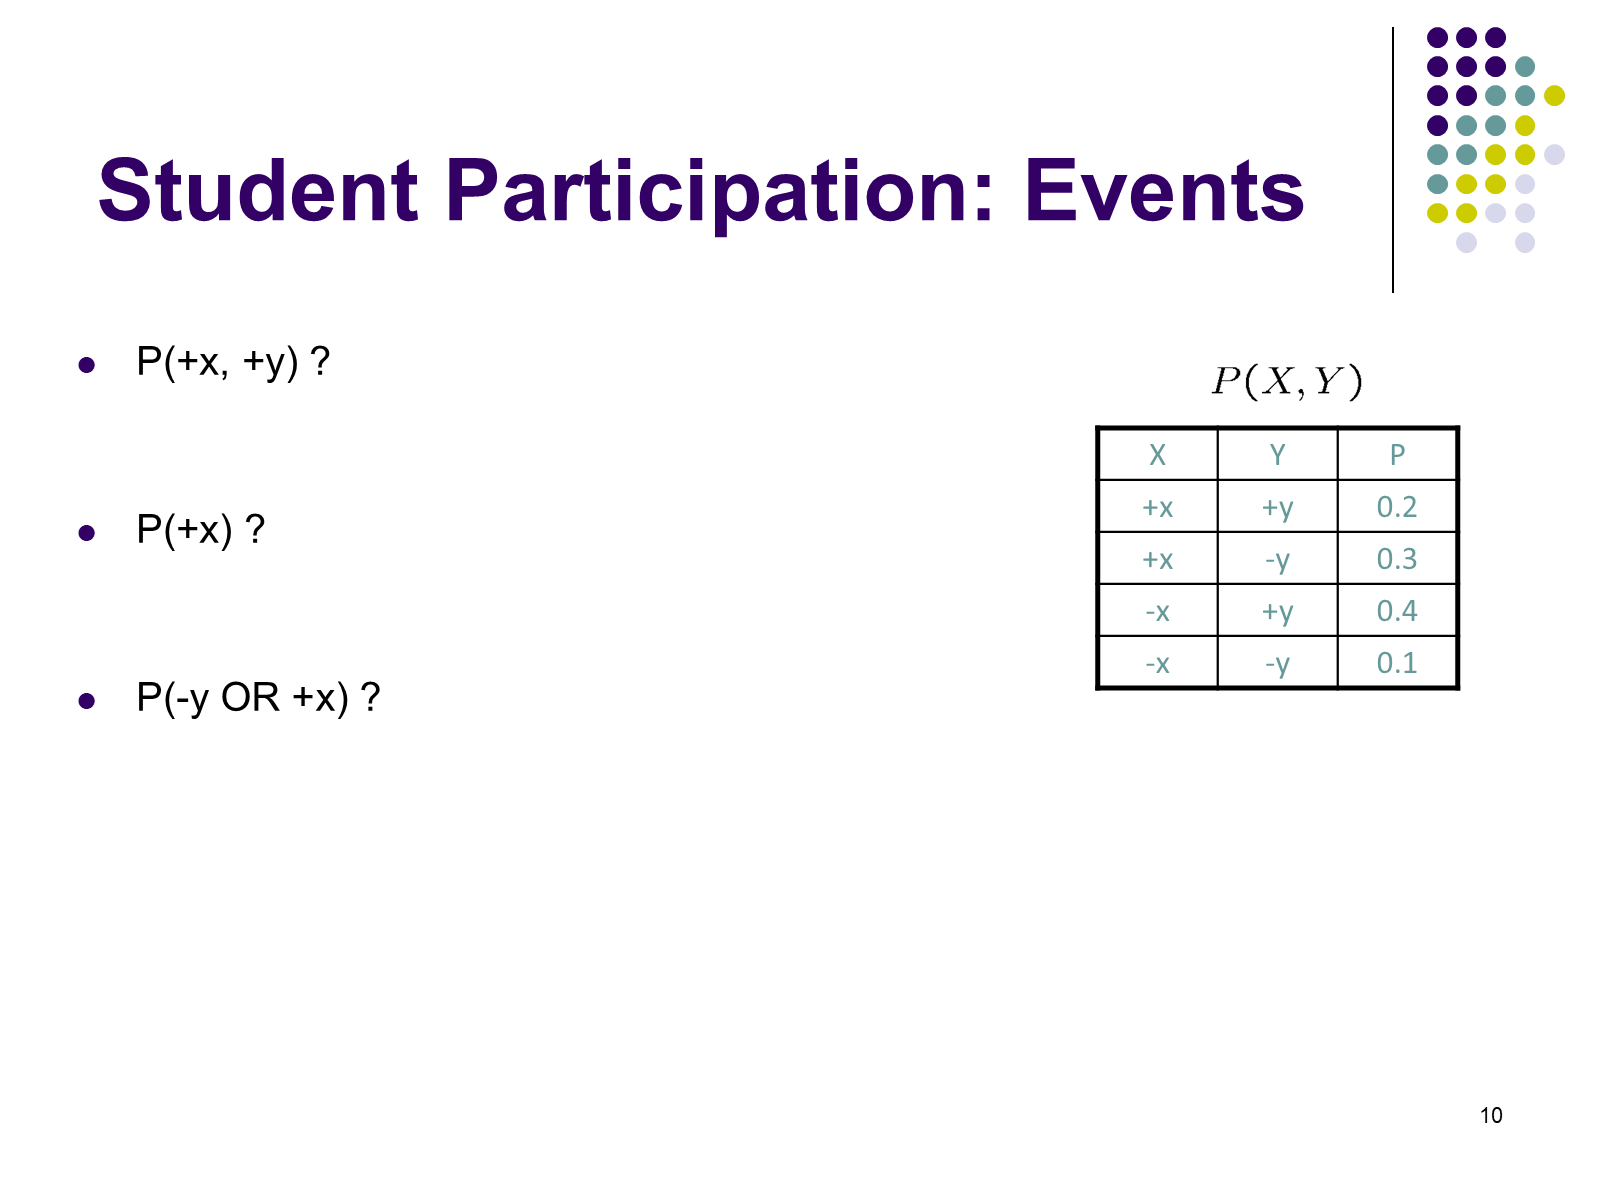 Student Participation: Events
P(+x, +y) ?
P(+x) ?
P(-y OR +x) ?
P(X, Y)
X Y P
+x +y 0.2
+x -y 0.3
-x +y 0.4
-x -y 0.1
10